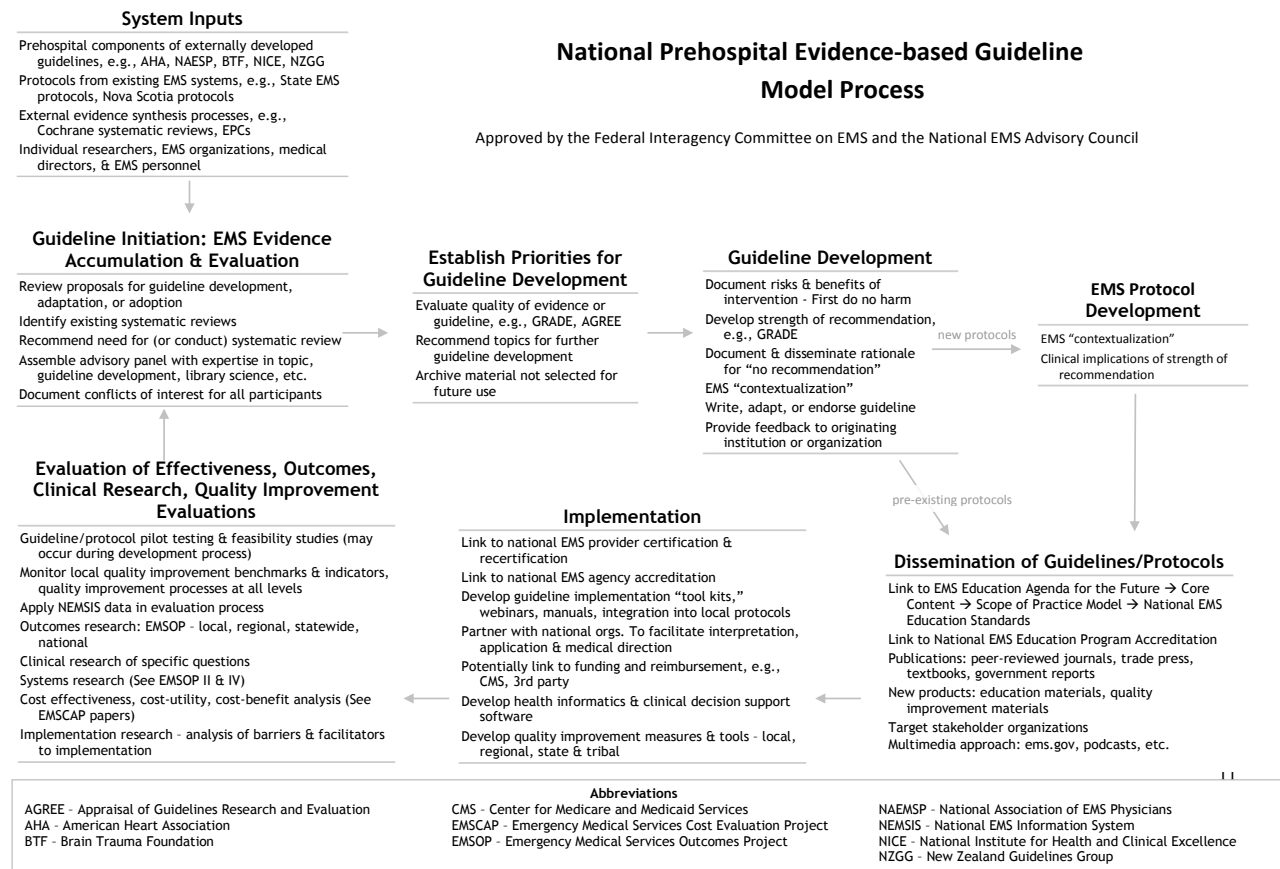 System Inputs
Prehospital components of externally developed
guidelines, e.g., AHA, NAESP, BTF, NICE, NZGG
Protocols from existing EMS systems, e.g., State EMS
protocols, Nova Scotia protocols
External evidence synthesis processes, e.g.,
Cochrane systematic reviews, EPCs
Individual researchers, EMS organizations, medical
directors, & EMS personnel
National Prehospital Evidence-based Guideline
Model Process
Approved by the Federal Interagency Committee on EMS and the National EMS Advisory Council
Guideline Initiation: EMS Evidence
Accumulation & Evaluation
Review proposals for guideline development,
adaptation, or adoption
Identify existing systematic reviews
Recommend need for (or conduct) systematic review
Assemble advisory panel with expertise in topic,
guideline development, library science, etc.
Document conflicts of interest for all participants
Establish Priorities for
Guideline Development
Evaluate quality of evidence or
guideline, e.g., GRADE, AGREE
Recommend topics for further
guideline development
Archive material not selected for
future use
Guideline Development
Document risks & benefits of
intervention - First do no harm
Develop strength of recommendation,
e.g., GRADE
Document & disseminate rationale
for “no recommendation”
EMS “contextualization”
Write, adapt, or endorse guideline
Provide feedback to originating
institution or organization
new protocols
EMS Protocol
Development
EMS “contextualization”
Clinical implications of strength of
recommendation
pre-existing protocols
Dissemination of Guidelines/Protocols
Link to EMS Education Agenda for the Future → Core
Content → Scope of Practice Model → National EMS
Education Standards
Link to National EMS Education Program Accreditation
Publications: peer-reviewed journals, trade press,
textbooks, government reports
New products: education materials, quality
improvement materials
Target stakeholder organizations
Multimedia approach: ems.gov, podcasts, etc.
Implementation
Link to national EMS provider certification &
recertification
Link to national EMS agency accreditation
Develop guideline implementation “tool kits,”
webinars, manuals, integration into local protocols
Partner with national orgs. To facilitate interpretation,
application & medical direction
Potentially link to funding and reimbursement, e.g.,
CMS, 3rd party
Develop health informatics & clinical decision support
software
Develop quality improvement measures & tools – local,
regional, state & tribal
Evaluation of Effectiveness, Outcomes,
Clinical Research, Quality Improvement
Evaluations
Guideline/protocol pilot testing & feasibility studies (may
occur during development process)
Monitor local quality improvement benchmarks & indicators,
quality improvement processes at all levels
Apply NEMSIS data in evaluation process
Outcomes research: EMSOP – local, regional, statewide,
national
Clinical research of specific questions
Systems research (See EMSOP II & IV)
Cost effectiveness, cost-utility, cost-benefit analysis (See
EMSCAP papers)
Implementation research – analysis of barriers & facilitators
to implementation
Abbreviations
AGREE – Appraisal of Guidelines Research and Evaluation
AHA – American Heart Association
BTF – Brain Trauma Foundation
CMS – Center for Medicare and Medicaid Services
EMSCAP – Emergency Medical Services Cost Evaluation Project
EMSOP – Emergency Medical Services Outcomes Project
NAEMSP – National Association of EMS Physicians
NEMSIS – National EMS Information System
NICE – National Institute for Health and Clinical Excellence
NZGG – New Zealand Guidelines Group